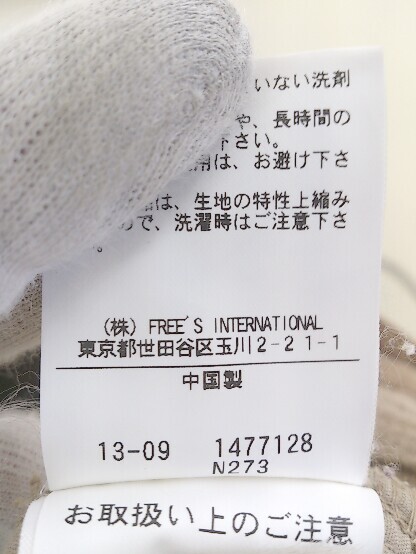 いない洗剤
や、長時間の
下さい。
用は、お避け下さ
は、生地の特性上縮み
で、洗濯時はご注意下さ
。
(株) FREE'S INTERNATIONAL
東京都世田谷区玉川2-21-1
中国製
13-09 1477128
N273
お取扱い上のご注意